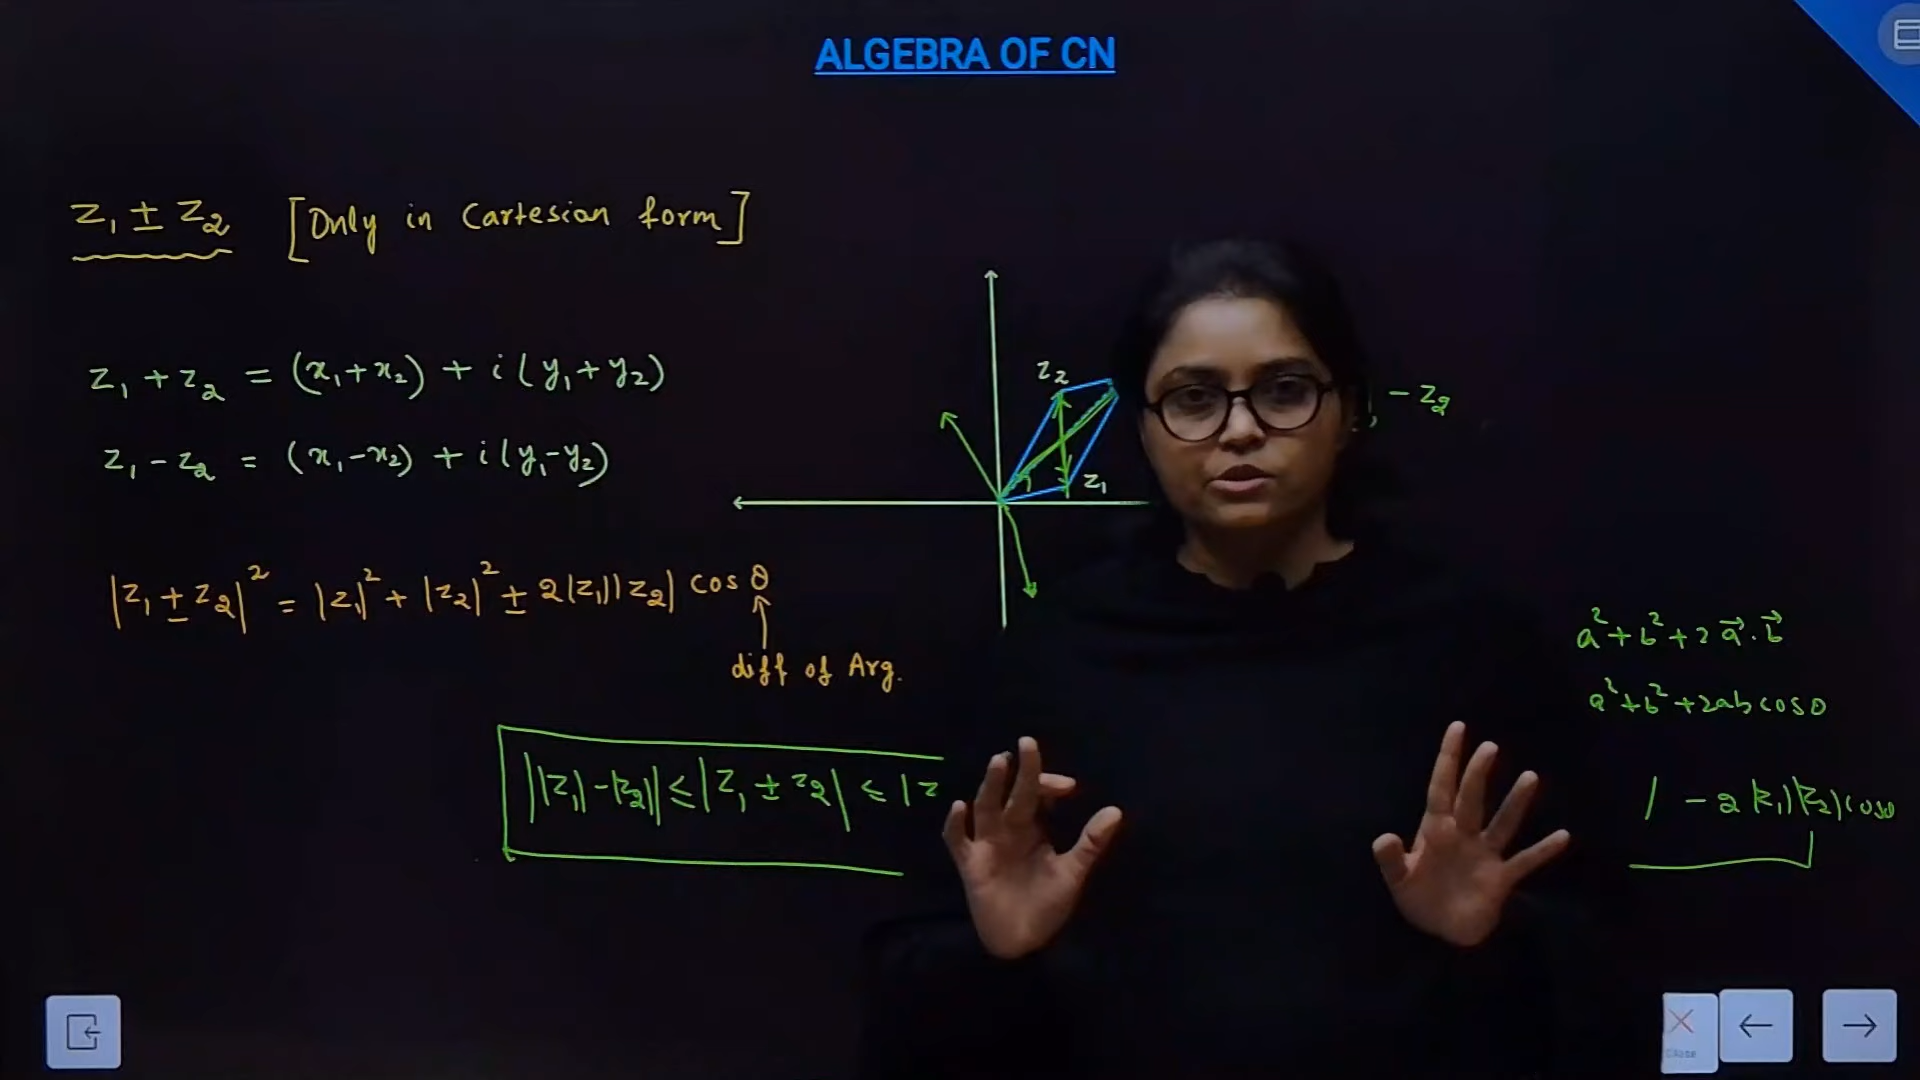 ALGEBRA OF CN
z₁ ± z₂ [Only in Cartesian form]
z₁ + z₂ = (x₁+x₂) + i(y₁+y₂)
z₁ - z₂ = (x₁-x₂) + i(y₁-y₂)
|z₁ ± z₂|² = |z₁|² + |z₂|² ± 2|z₁||z₂| cos θ
diff of Arg.
||z₁|-|z₂|| ≤ |z₁ ± z₂| ≤ |z
z₂
z₁
- z₂
a² + b² + 2 a⃗.b⃗
a² + b² + 2ab cos θ
- 2|z₁||z₂| cos θ
Close